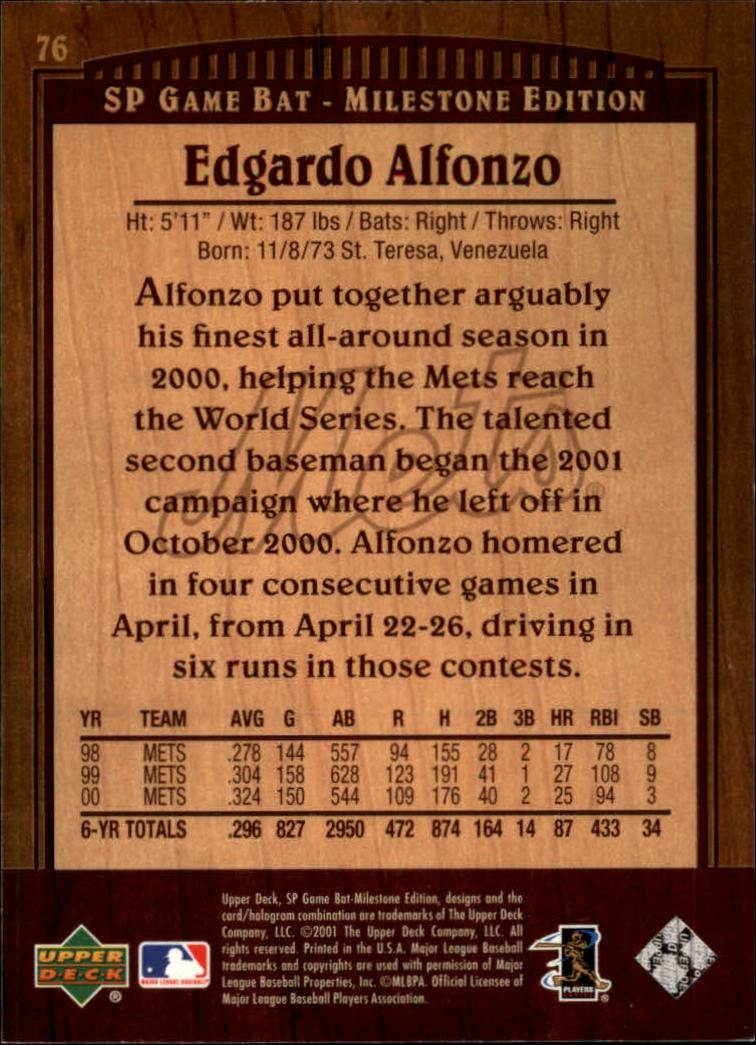 76
SP GAME BAT - MILESTONE EDITION
Edgardo Alfonzo
Ht: 5'11" / Wt: 187 lbs / Bats: Right / Throws: Right
Born: 11/8/73 St. Teresa, Venezuela
Alfonzo put together arguably
his finest all-around season in
2000, helping the Mets reach
the World Series. The talented
second baseman began the 2001
campaign where he left off in
October 2000. Alfonzo homered
in four consecutive games in
April, from April 22-26, driving in
six runs in those contests.
Mets®
YR TEAM AVG G AB R H 2B 3B HR RBI SB
98 METS .278 144 557 94 155 28 2 17 78 8
99 METS .304 158 628 123 191 41 1 27 108 9
00 METS .324 150 544 109 176 40 2 25 94 3
6-YR TOTALS .296 827 2950 472 874 164 14 87 433 34
Upper Deck, SP Game Bat-Milestone Edition, designs and the
card/hologram combination are trademarks of The Upper Deck
Company, LLC. ©2001 The Upper Deck Company, LLC. All
rights reserved. Printed in the U.S.A. Major League Baseball
trademarks and copyrights are used with permission of Major
League Baseball Properties, Inc. ©MLBPA. Official Licensee of
Major League Baseball Players Association.
UPPER
DECK
®
MAJOR LEAGUE BASEBALL
PLAYERS
CHOICE
®